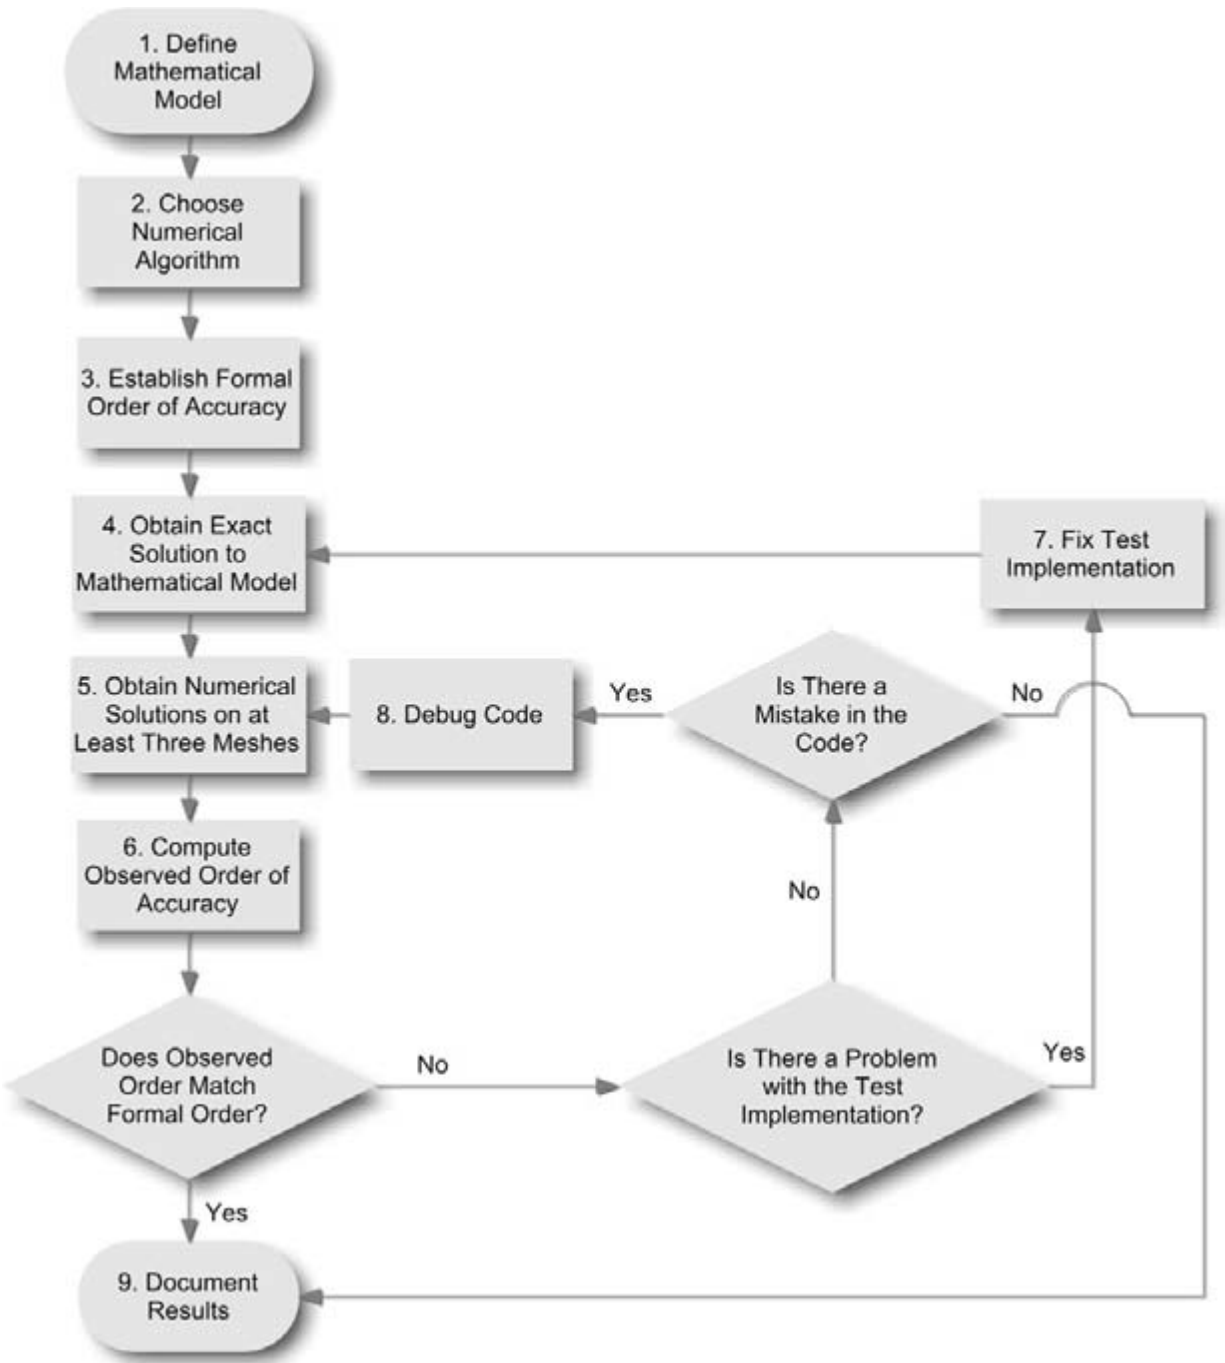 1. Define
Mathematical
Model
2. Choose
Numerical
Algorithm
3. Establish Formal
Order of Accuracy
4. Obtain Exact
Solution to
Mathematical Model
7. Fix Test
Implementation
5. Obtain Numerical
Solutions on at
Least Three Meshes
8. Debug Code
Yes
Is There a
Mistake in the
Code?
No
6. Compute
Observed Order of
Accuracy
No
Does Observed
Order Match
Formal Order?
No
Is There a Problem
with the Test
Implementation?
Yes
Yes
9. Document
Results